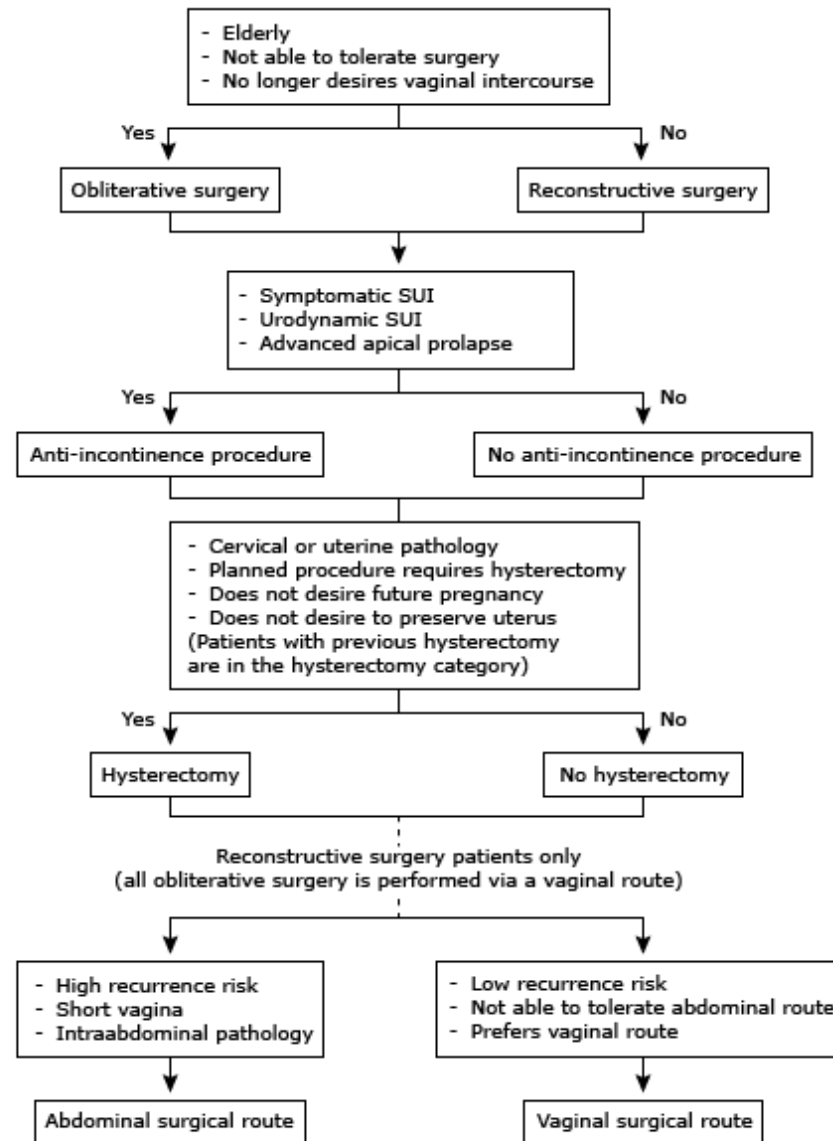 - Elderly
- Not able to tolerate surgery
- No longer desires vaginal intercourse
Yes
No
Obliterative surgery
Reconstructive surgery
- Symptomatic SUI
- Urodynamic SUI
- Advanced apical prolapse
Yes
No
Anti-incontinence procedure
No anti-incontinence procedure
- Cervical or uterine pathology
- Planned procedure requires hysterectomy
- Does not desire future pregnancy
- Does not desire to preserve uterus
(Patients with previous hysterectomy
are in the hysterectomy category)
Yes
No
Hysterectomy
No hysterectomy
Reconstructive surgery patients only
(all obliterative surgery is performed via a vaginal route)
- High recurrence risk
- Short vagina
- Intraabdominal pathology
- Low recurrence risk
- Not able to tolerate abdominal route
- Prefers vaginal route
Abdominal surgical route
Vaginal surgical route